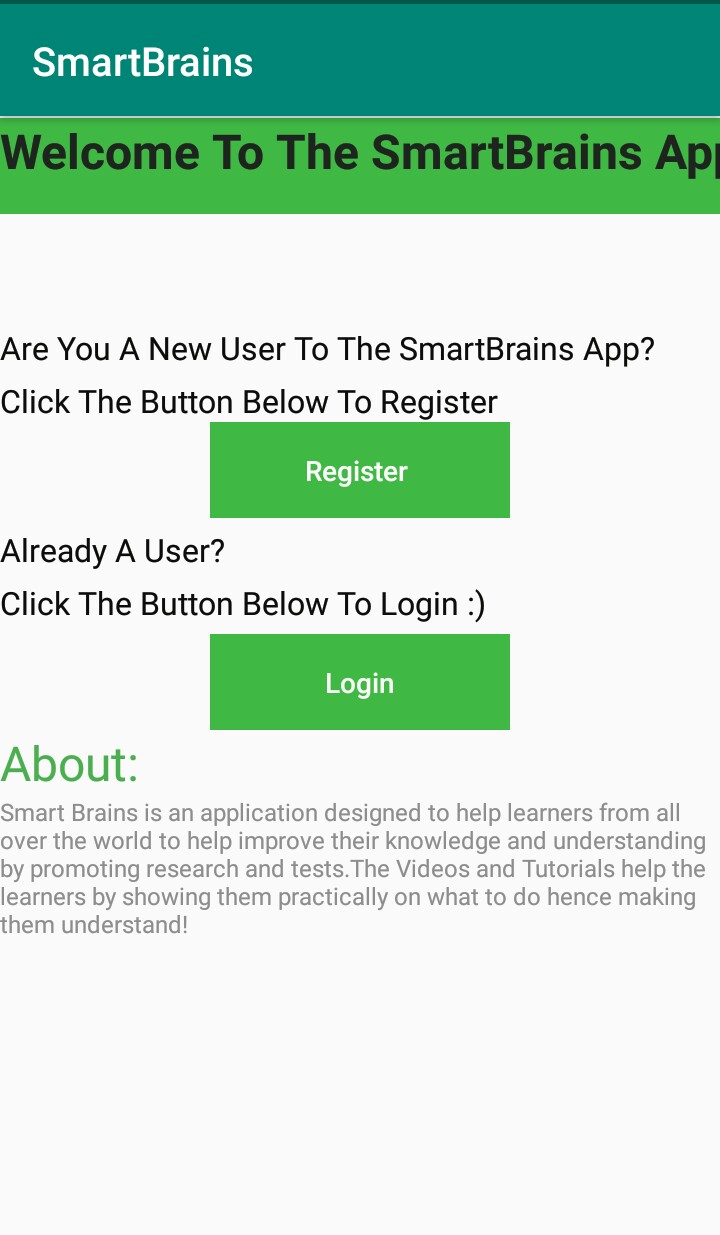 SmartBrains
Welcome To The SmartBrains App
Are You A New User To The SmartBrains App?
Click The Button Below To Register
Register
Already A User?
Click The Button Below To Login :)
Login
About:
Smart Brains is an application designed to help learners from all
over the world to help improve their knowledge and understanding
by promoting research and tests.The Videos and Tutorials help the
learners by showing them practically on what to do hence making
them understand!